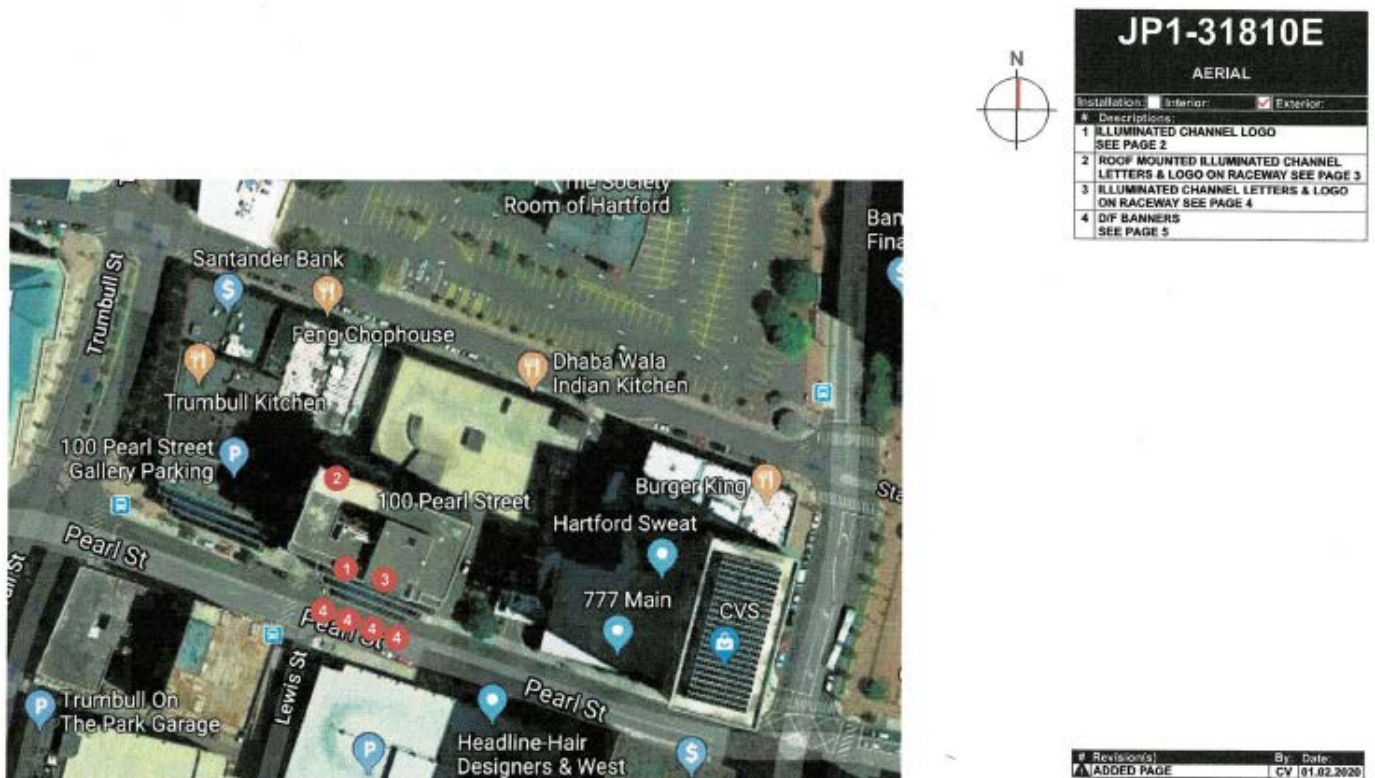 JP1-31810E
AERIAL
N
Installation: Interior: Exterior:
# Descriptions:
1 ILLUMINATED CHANNEL LOGO
SEE PAGE 2
2 ROOF MOUNTED ILLUMINATED CHANNEL
LETTERS & LOGO ON RACEWAY SEE PAGE 3
3 ILLUMINATED CHANNEL LETTERS & LOGO
ON RACEWAY SEE PAGE 4
4 D/F BANNERS
SEE PAGE 5
The Society
Room of Hartford
Ban
Fina
Santander Bank
Trumbull St
Feng Chophouse
Dhaba Wala
Indian Kitchen
Trumbull Kitchen
100 Pearl Street
Gallery Parking
P
2
100 Pearl Street
Burger King
Sta
Hartford Sweat
Pearl St
1
3
777 Main
CVS
4
4
4
4
Pearl St
Lewis St
Pearl St
P
Trumbull On
The Park Garage
P
Headline Hair
Designers & West
$
$
# Revision(s) By: Date:
ADDED PAGE CV 01.02.2020